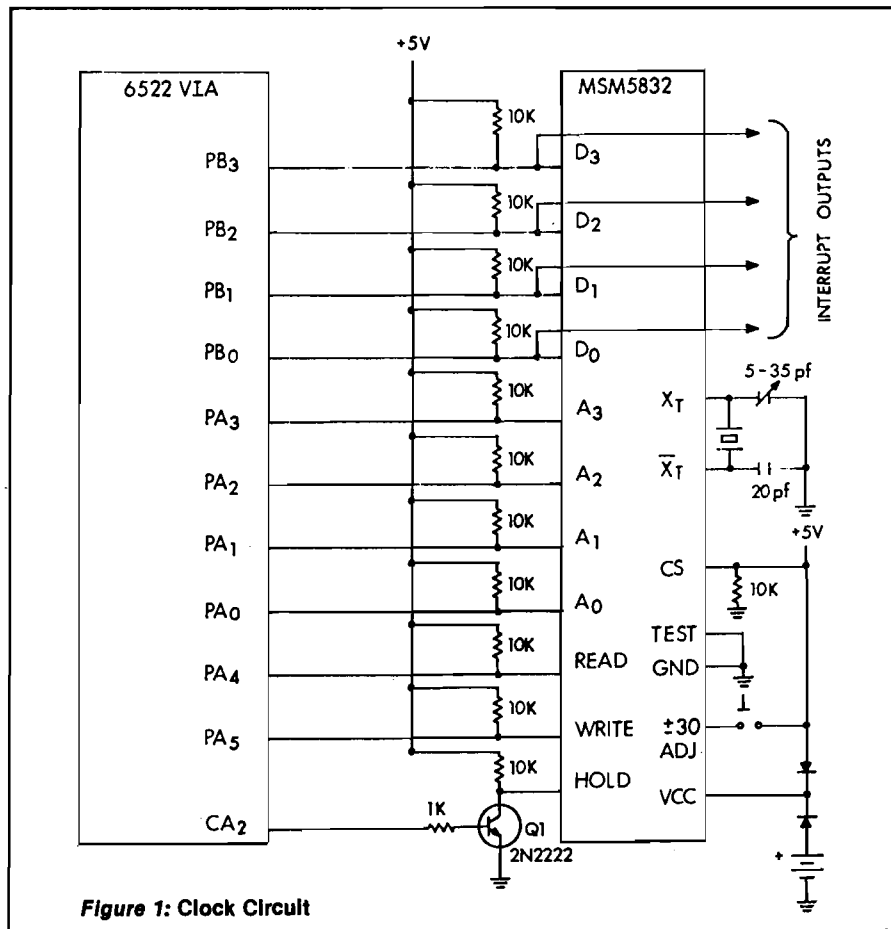 +5V
6522 VIA
MSM5832
10K
PB3
D3
10K
PB2
D2
10K
PB1
D1
10K
PB0
D0
INTERRUPT OUTPUTS
10K
PA3
A3
5-35 pf
XT
10K
PA2
A2
XT
20 pf
10K
PA1
A1
+5V
CS
10K
10K
PA0
A0
10K
TEST
PA4
READ
GND
10K
PA5
WRITE
±30
ADJ
10K
HOLD
VCC
1K
CA2
Q1
2N2222
+
Figure 1: Clock Circuit